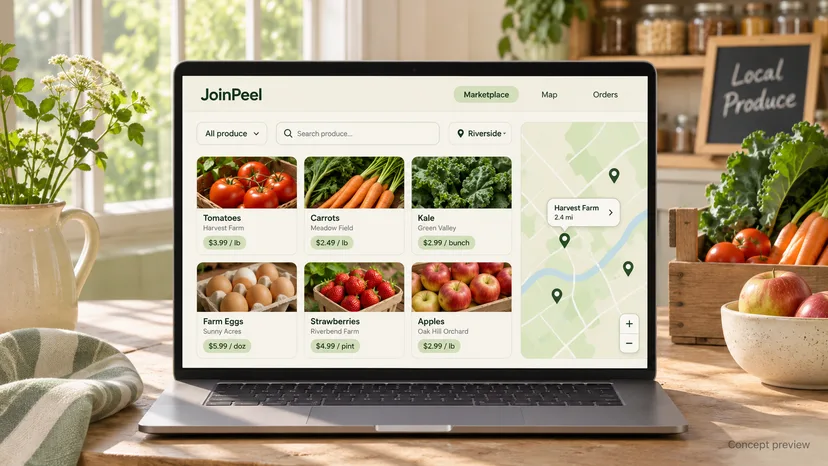 JoinPeel
Marketplace
Map
Orders
All produce
Search produce...
Riverside
Tomatoes
Harvest Farm
$3.99 / lb
Carrots
Meadow Field
$2.49 / lb
Kale
Green Valley
$2.99 / bunch
Farm Eggs
Sunny Acres
$5.99 / doz
Strawberries
Riverbend Farm
$4.99 / pint
Apples
Oak Hill Orchard
$2.99 / lb
Harvest Farm
2.4 mi
+
−
Local
Produce
Concept preview